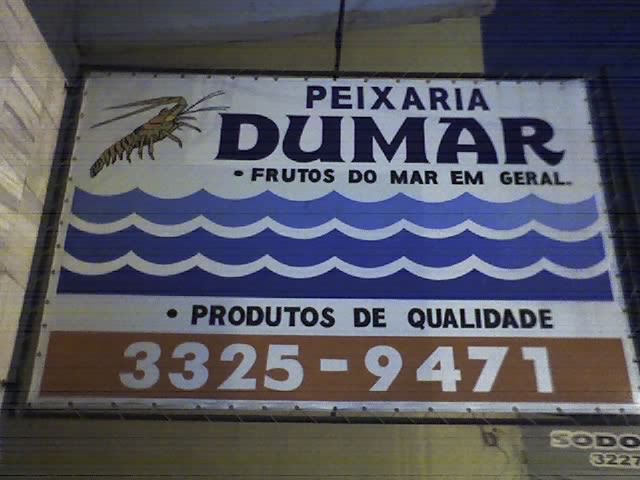 PEIXARIA
DUMAR
• FRUTOS DO MAR EM GERAL.
• PRODUTOS DE QUALIDADE
3325-9471